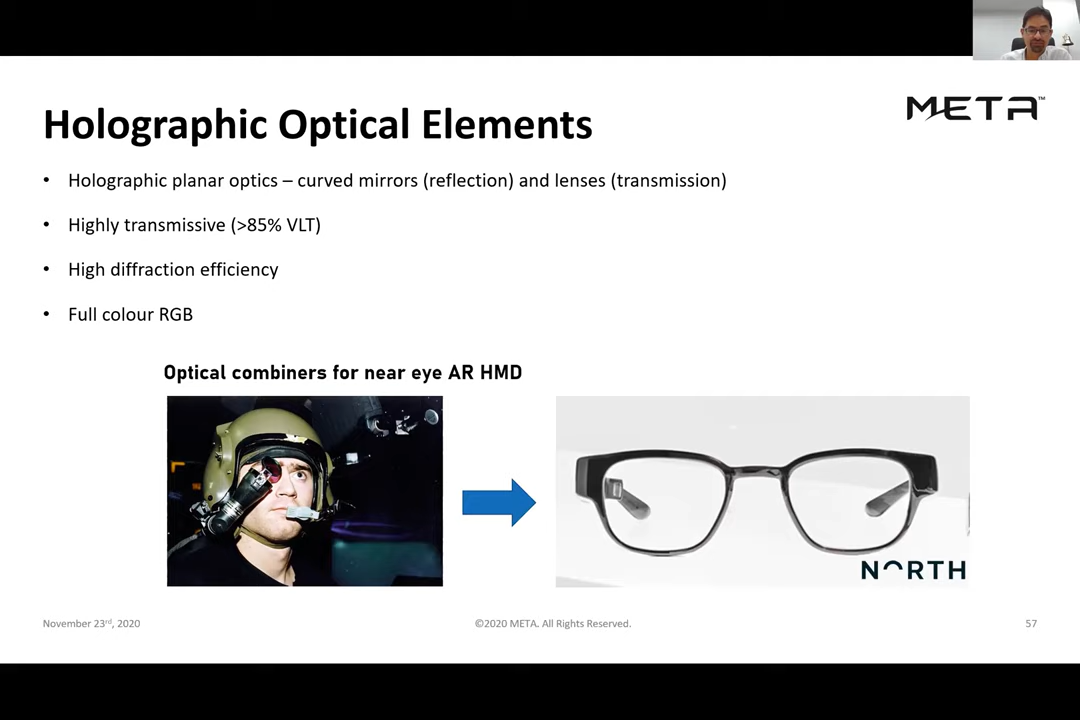 META™
Holographic Optical Elements
• Holographic planar optics – curved mirrors (reflection) and lenses (transmission)
• Highly transmissive (>85% VLT)
• High diffraction efficiency
• Full colour RGB
Optical combiners for near eye AR HMD
NORTH
November 23rd, 2020
©2020 META. All Rights Reserved.
57